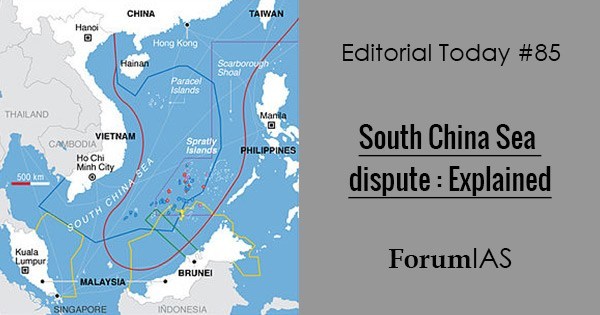 CHINA
TAIWAN
Hanoi
Hong Kong
Hainan
Scarborough
Shoal
Paracel
Islands
THAILAND
VIETNAM
Manila
CAMBODIA
Spratly
Islands
PHILIPPINES
Ho Chi
Minh City
500 km
SOUTH CHINA SEA
Kuala
Lumpur
BRUNEI
MALAYSIA
SINGAPORE
INDONESIA
Editorial Today #85
South China Sea
dispute : Explained
ForumIAS